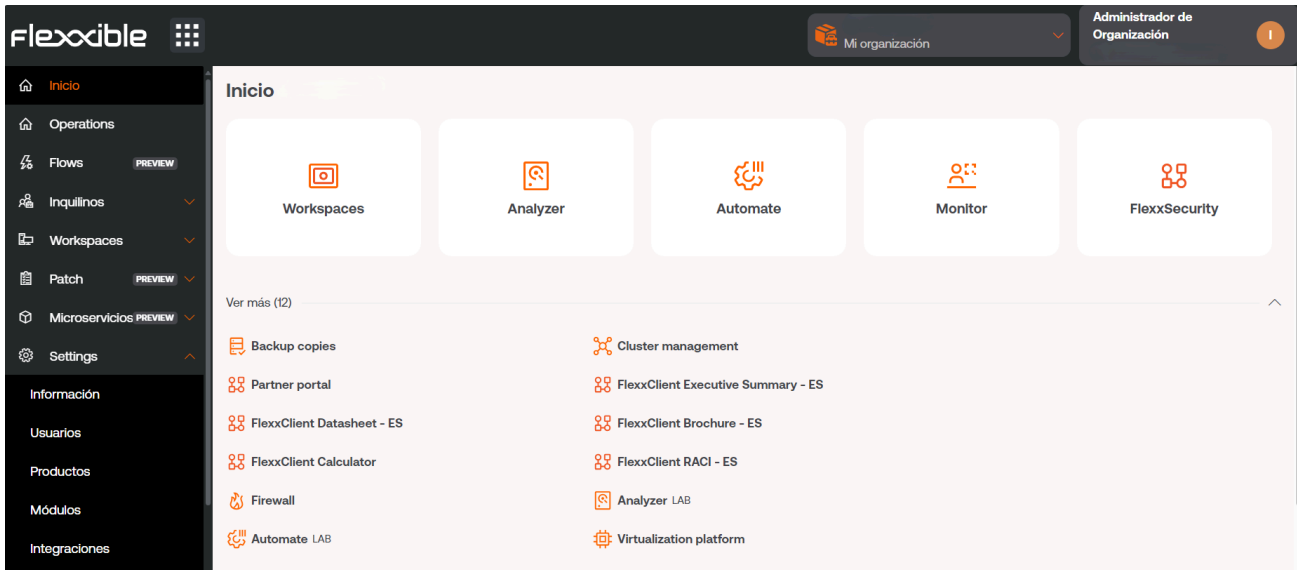 Flexxible
Mi organización
Administrador de
Organización
I
Inicio
Operations
Flows PREVIEW
Inquilinos
Workspaces
Patch PREVIEW
Microservicios PREVIEW
Settings
Información
Usuarios
Productos
Módulos
Integraciones
Inicio
Workspaces
Analyzer
Automate
Monitor
FlexxSecurity
Ver más (12)
Backup copies
Cluster management
Partner portal
FlexxClient Executive Summary - ES
FlexxClient Datasheet - ES
FlexxClient Brochure - ES
FlexxClient Calculator
FlexxClient RACI - ES
Firewall
Analyzer LAB
Automate LAB
Virtualization platform